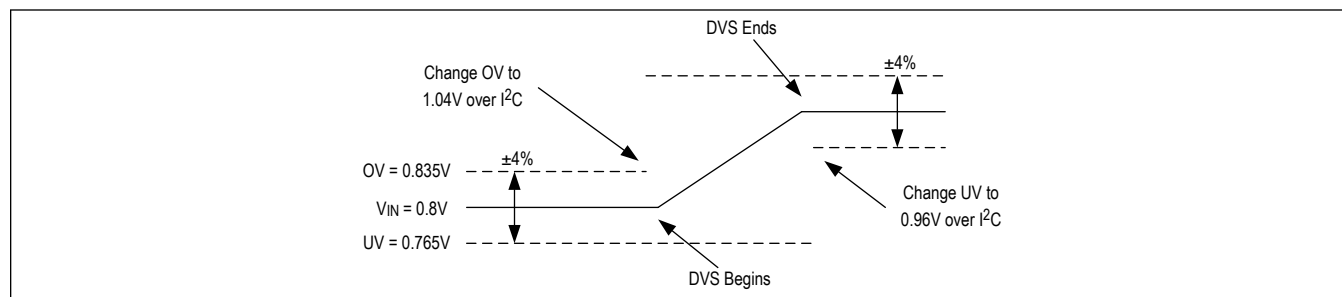 DVS Ends
±4%
Change OV to
1.04V over I²C
±4%
OV = 0.835V
VIN = 0.8V
UV = 0.765V
Change UV to
0.96V over I²C
DVS Begins